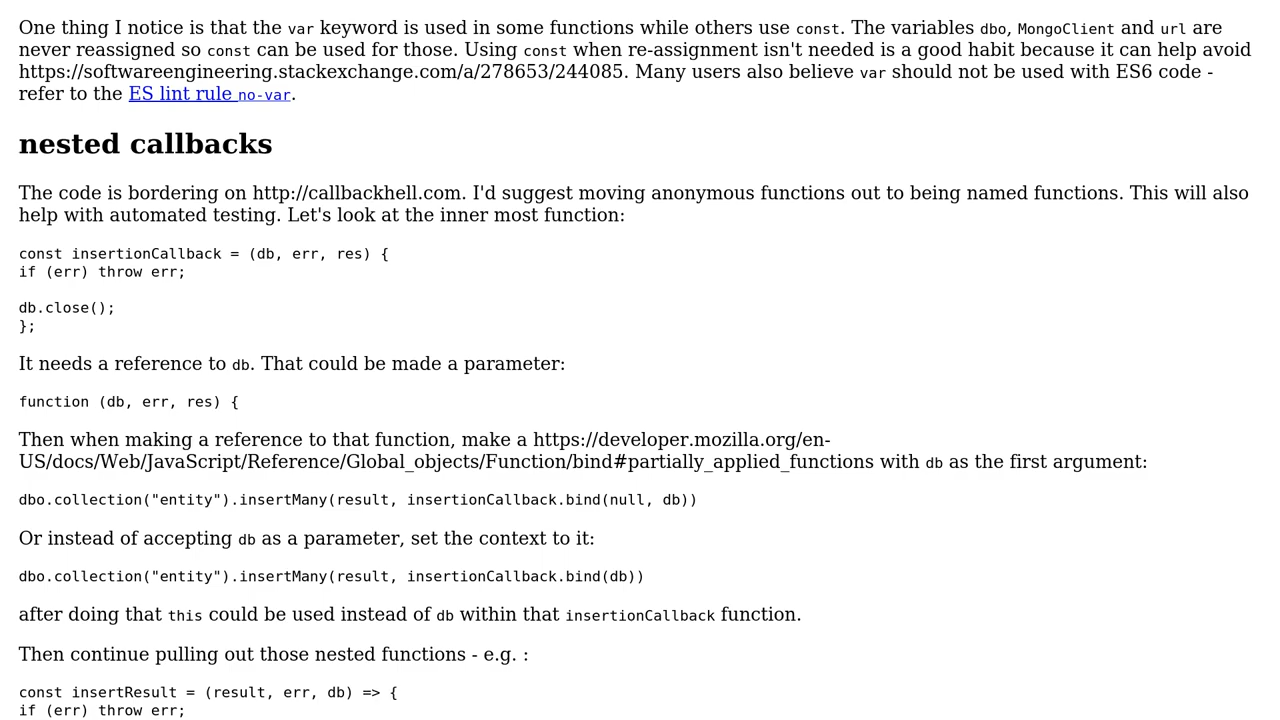 One thing I notice is that the var keyword is used in some functions while others use const. The variables dbo, MongoClient and url are
never reassigned so const can be used for those. Using const when re-assignment isn't needed is a good habit because it can help avoid
https://softwareengineering.stackexchange.com/a/278653/244085. Many users also believe var should not be used with ES6 code -
refer to the ES lint rule no-var.
nested callbacks
The code is bordering on http://callbackhell.com. I'd suggest moving anonymous functions out to being named functions. This will also
help with automated testing. Let's look at the inner most function:
const insertionCallback = (db, err, res) {
if (err) throw err;
db.close();
};
It needs a reference to db. That could be made a parameter:
function (db, err, res) {
Then when making a reference to that function, make a https://developer.mozilla.org/en-
US/docs/Web/JavaScript/Reference/Global_objects/Function/bind#partially_applied_functions with db as the first argument:
dbo.collection("entity").insertMany(result, insertionCallback.bind(null, db))
Or instead of accepting db as a parameter, set the context to it:
dbo.collection("entity").insertMany(result, insertionCallback.bind(db))
after doing that this could be used instead of db within that insertionCallback function.
Then continue pulling out those nested functions - e.g. :
const insertResult = (result, err, db) => {
if (err) throw err;